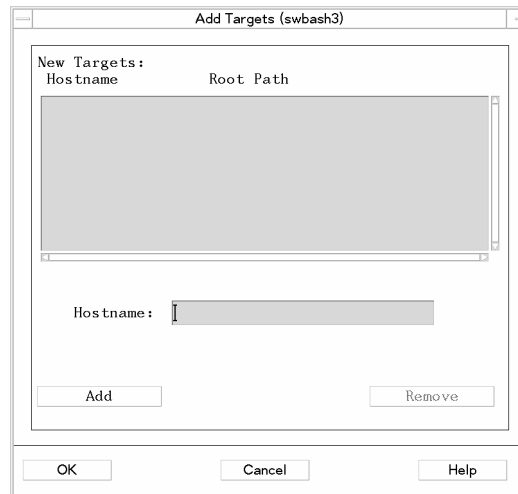 Add Targets (swbash3)
New Targets:
Hostname Root Path
Hostname:
Add Remove
OK Cancel Help